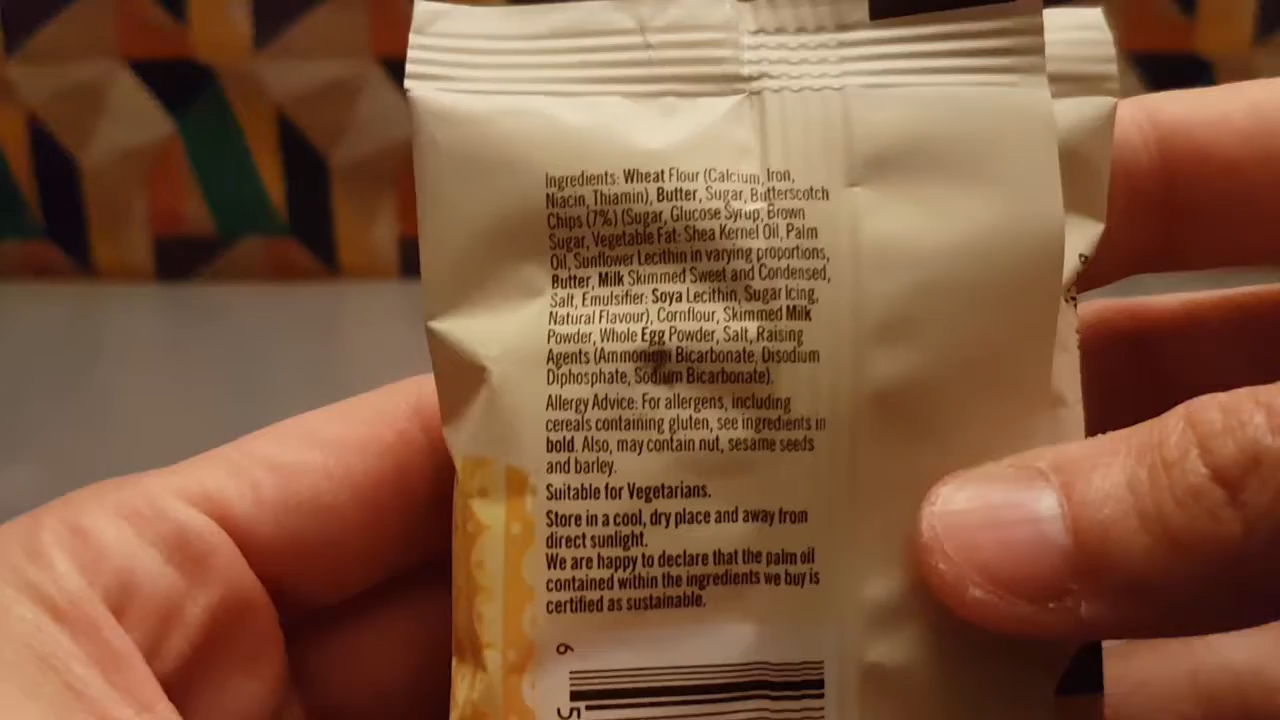 Ingredients: Wheat Flour (Calcium, Iron,
Niacin, Thiamin), Butter, Sugar, Butterscotch
Chips (7%) (Sugar, Glucose Syrup, Brown
Sugar, Vegetable Fat: Shea Kernel Oil, Palm
Oil, Sunflower Lecithin in varying proportions,
Butter, Milk Skimmed Sweet and Condensed,
Salt, Emulsifier: Soya Lecithin, Sugar Icing,
Natural Flavour), Cornflour, Skimmed Milk
Powder, Whole Egg Powder, Salt, Raising
Agents (Ammonium Bicarbonate, Disodium
Diphosphate, Sodium Bicarbonate).
Allergy Advice: For allergens, including
cereals containing gluten, see ingredients in
bold. Also, may contain nut, sesame seeds
and barley.
Suitable for Vegetarians.
Store in a cool, dry place and away from
direct sunlight.
We are happy to declare that the palm oil
contained within the ingredients we buy is
certified as sustainable.
6
5